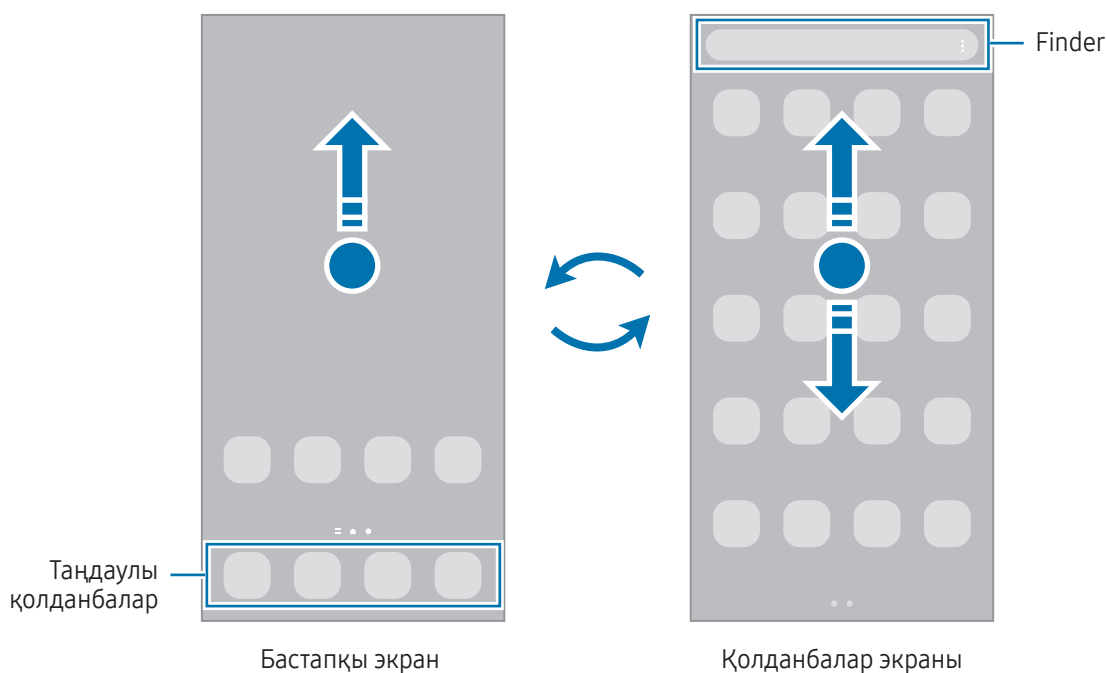 Finder
Таңдаулы
қолданбалар
Бастапқы экран
Қолданбалар экраны